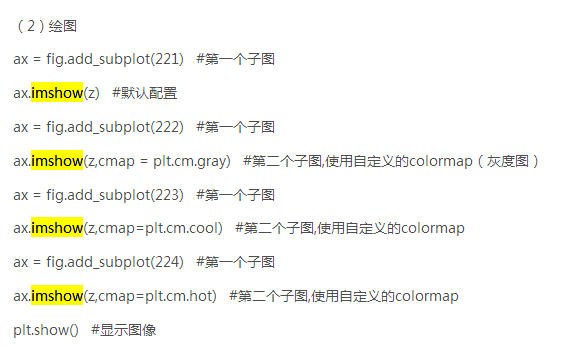 （2）绘图
ax = fig.add_subplot(221)   #第一个子图
ax.imshow(z)   #默认配置
ax = fig.add_subplot(222)   #第一个子图
ax.imshow(z,cmap = plt.cm.gray)   #第二个子图,使用自定义的colormap（灰度图）
ax = fig.add_subplot(223)   #第一个子图
ax.imshow(z,cmap=plt.cm.cool)   #第二个子图,使用自定义的colormap
ax = fig.add_subplot(224)   #第一个子图
ax.imshow(z,cmap=plt.cm.hot)   #第二个子图,使用自定义的colormap
plt.show()   #显示图像